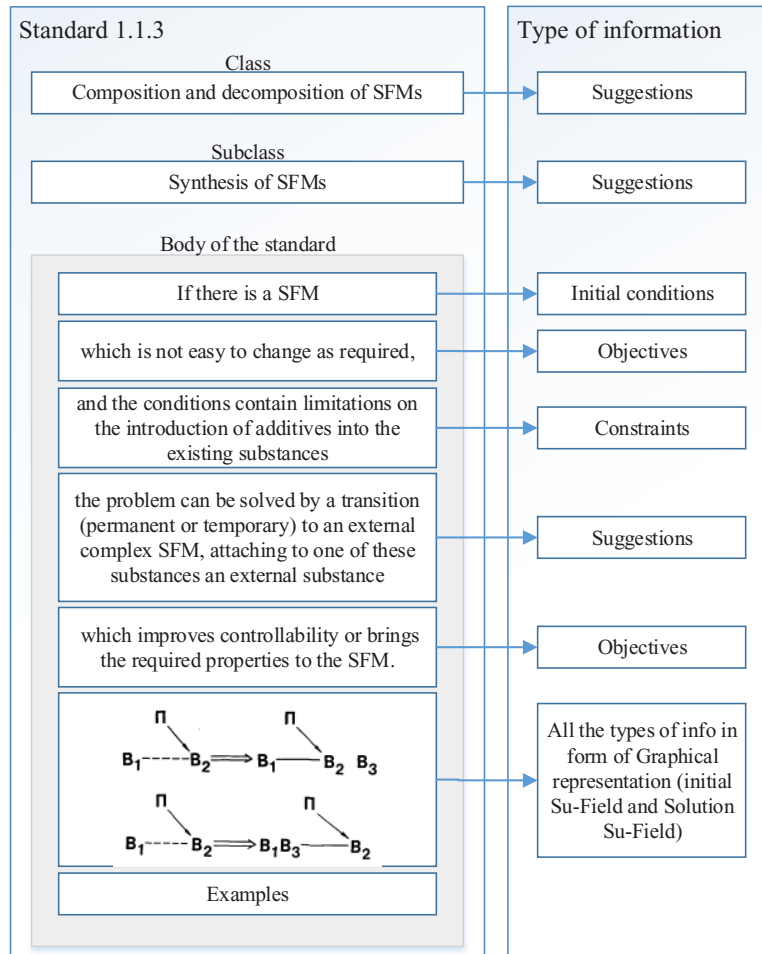 Standard 1.1.3
Type of information
Class
Composition and decomposition of SFMs
Suggestions
Subclass
Synthesis of SFMs
Suggestions
Body of the standard
If there is a SFM
Initial conditions
which is not easy to change as required,
Objectives
and the conditions contain limitations on
the introduction of additives into the
existing substances
Constraints
the problem can be solved by a transition
(permanent or temporary) to an external
complex SFM, attaching to one of these
substances an external substance
Suggestions
which improves controllability or brings
the required properties to the SFM.
Objectives
П П
B₁ B₂ B₁ B₂ B₃
П П
B₁ B₂ B₁B₃ B₂
All the types of info in
form of Graphical
representation (initial
Su-Field and Solution
Su-Field)
Examples